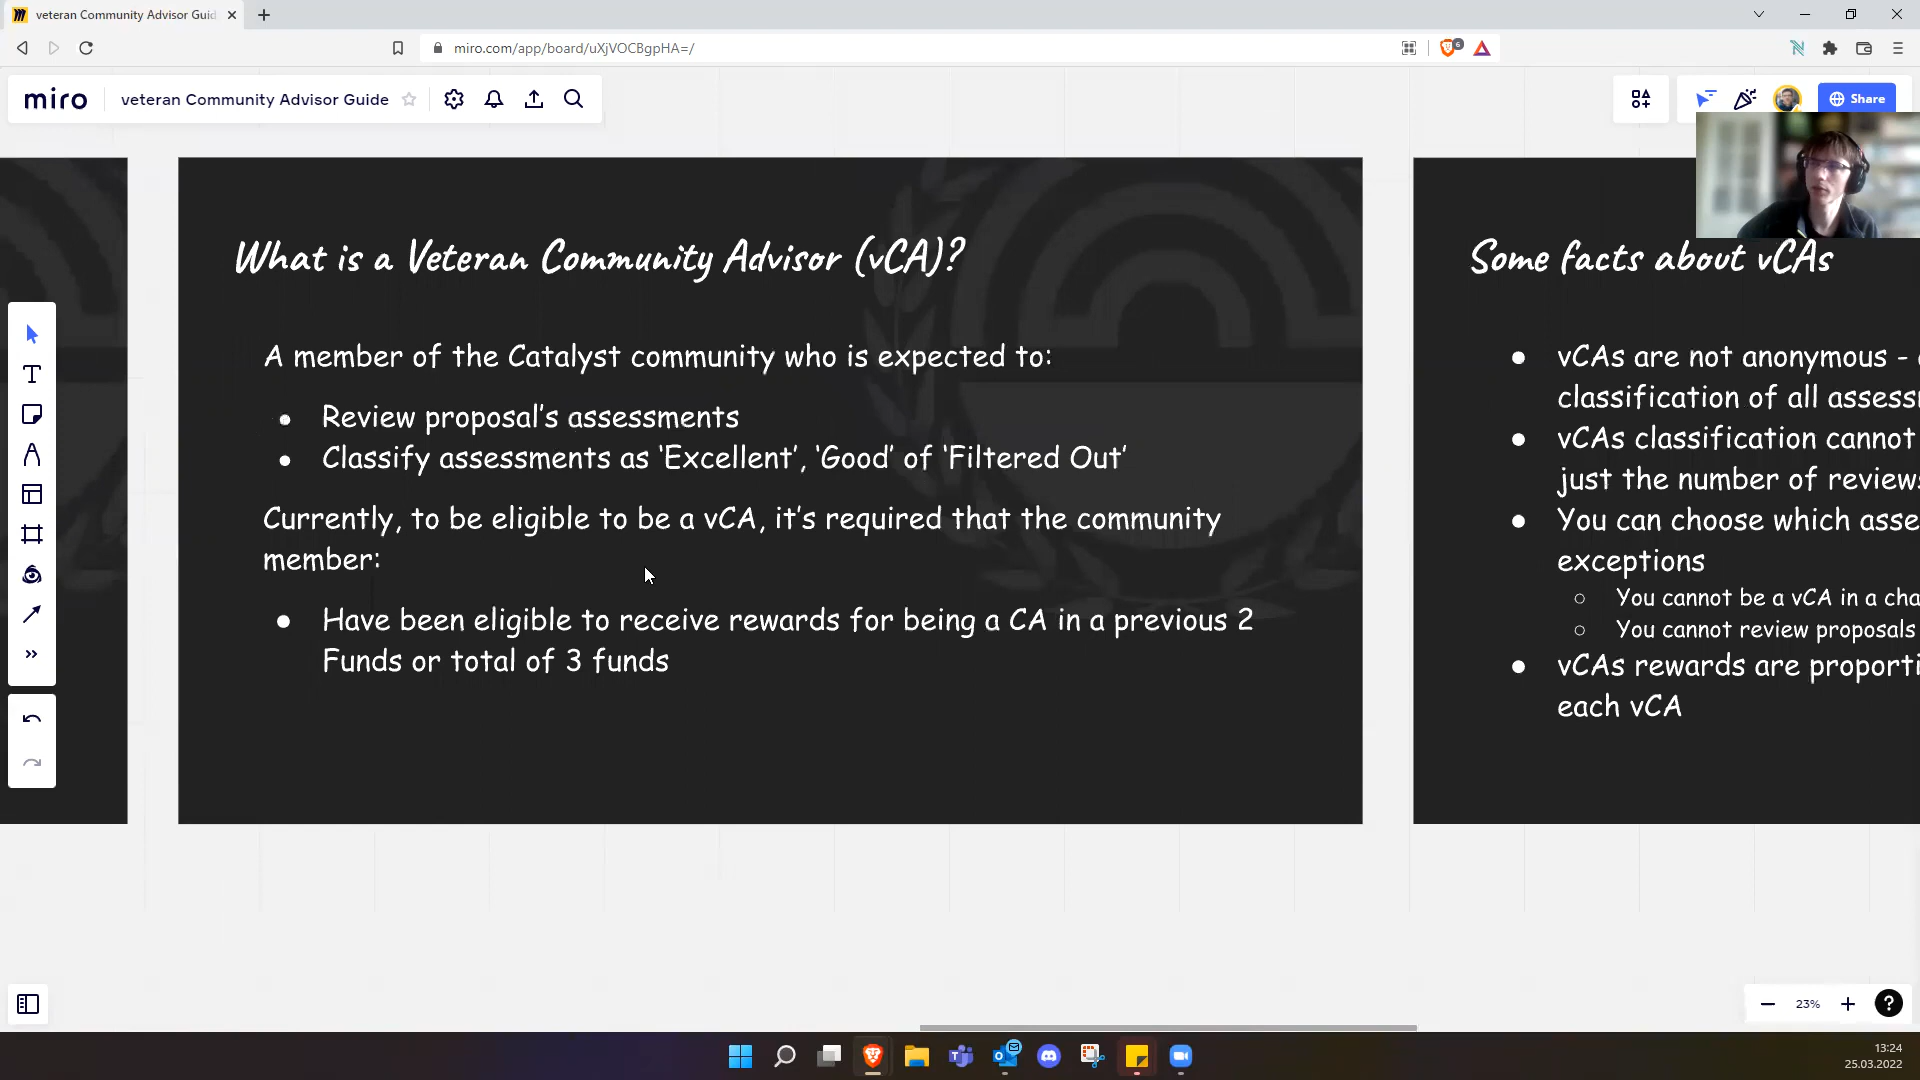 veteran Community Advisor Guid
miro.com/app/board/uXjVOCBgpHA=/
6
miro
veteran Community Advisor Guide
Share
What is a Veteran Community Advisor (vCA)?
A member of the Catalyst community who is expected to:
● Review proposal's assessments
● Classify assessments as ‘Excellent’, ‘Good’ of ‘Filtered Out’
Currently, to be eligible to be a vCA, it's required that the community
member:
● Have been eligible to receive rewards for being a CA in a previous 2
Funds or total of 3 funds
Some facts about vCAs
● vCAs are not anonymous -
classification of all assess
● vCAs classification cannot
just the number of reviews
● You can choose which asse
exceptions
○ You cannot be a vCA in a cha
○ You cannot review proposals
● vCAs rewards are proporti
each vCA
23%
?
13:24
25.03.2022